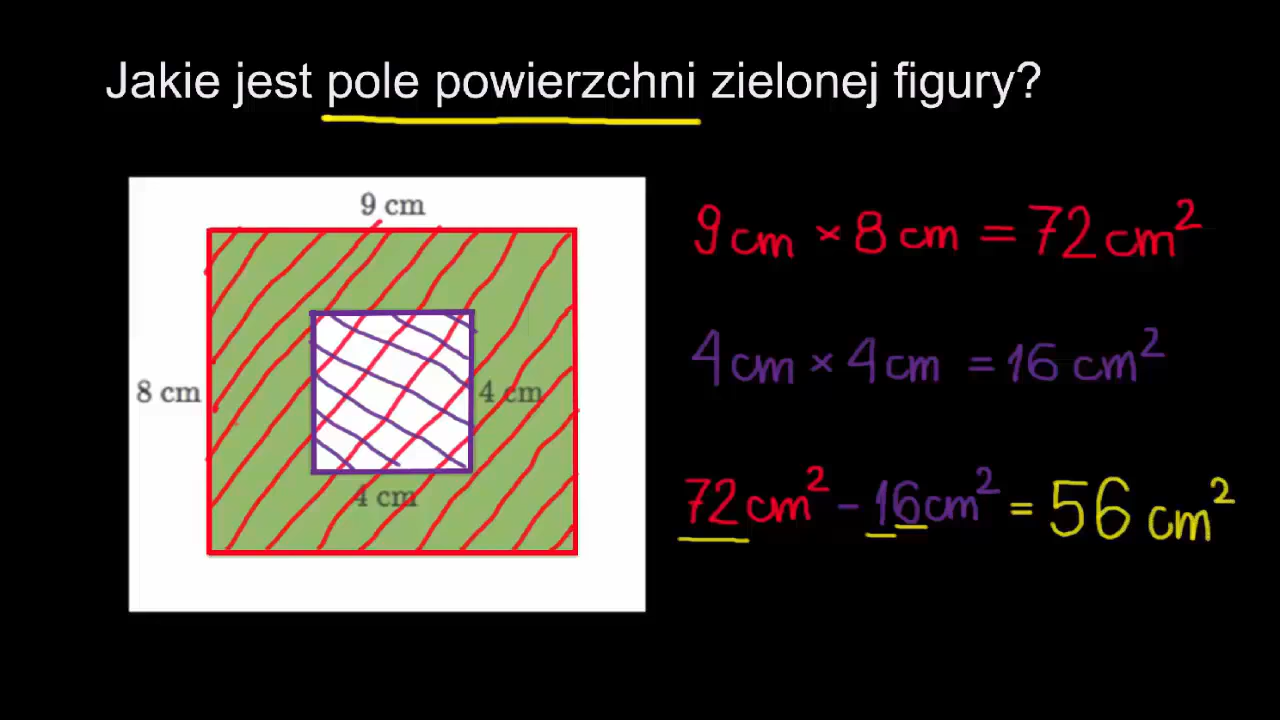 Jakie jest pole powierzchni zielonej figury?
9 cm
8 cm
4 cm
4 cm
9 cm × 8 cm = 72 cm²
4 cm × 4 cm = 16 cm²
72 cm² - 16 cm² = 56 cm²